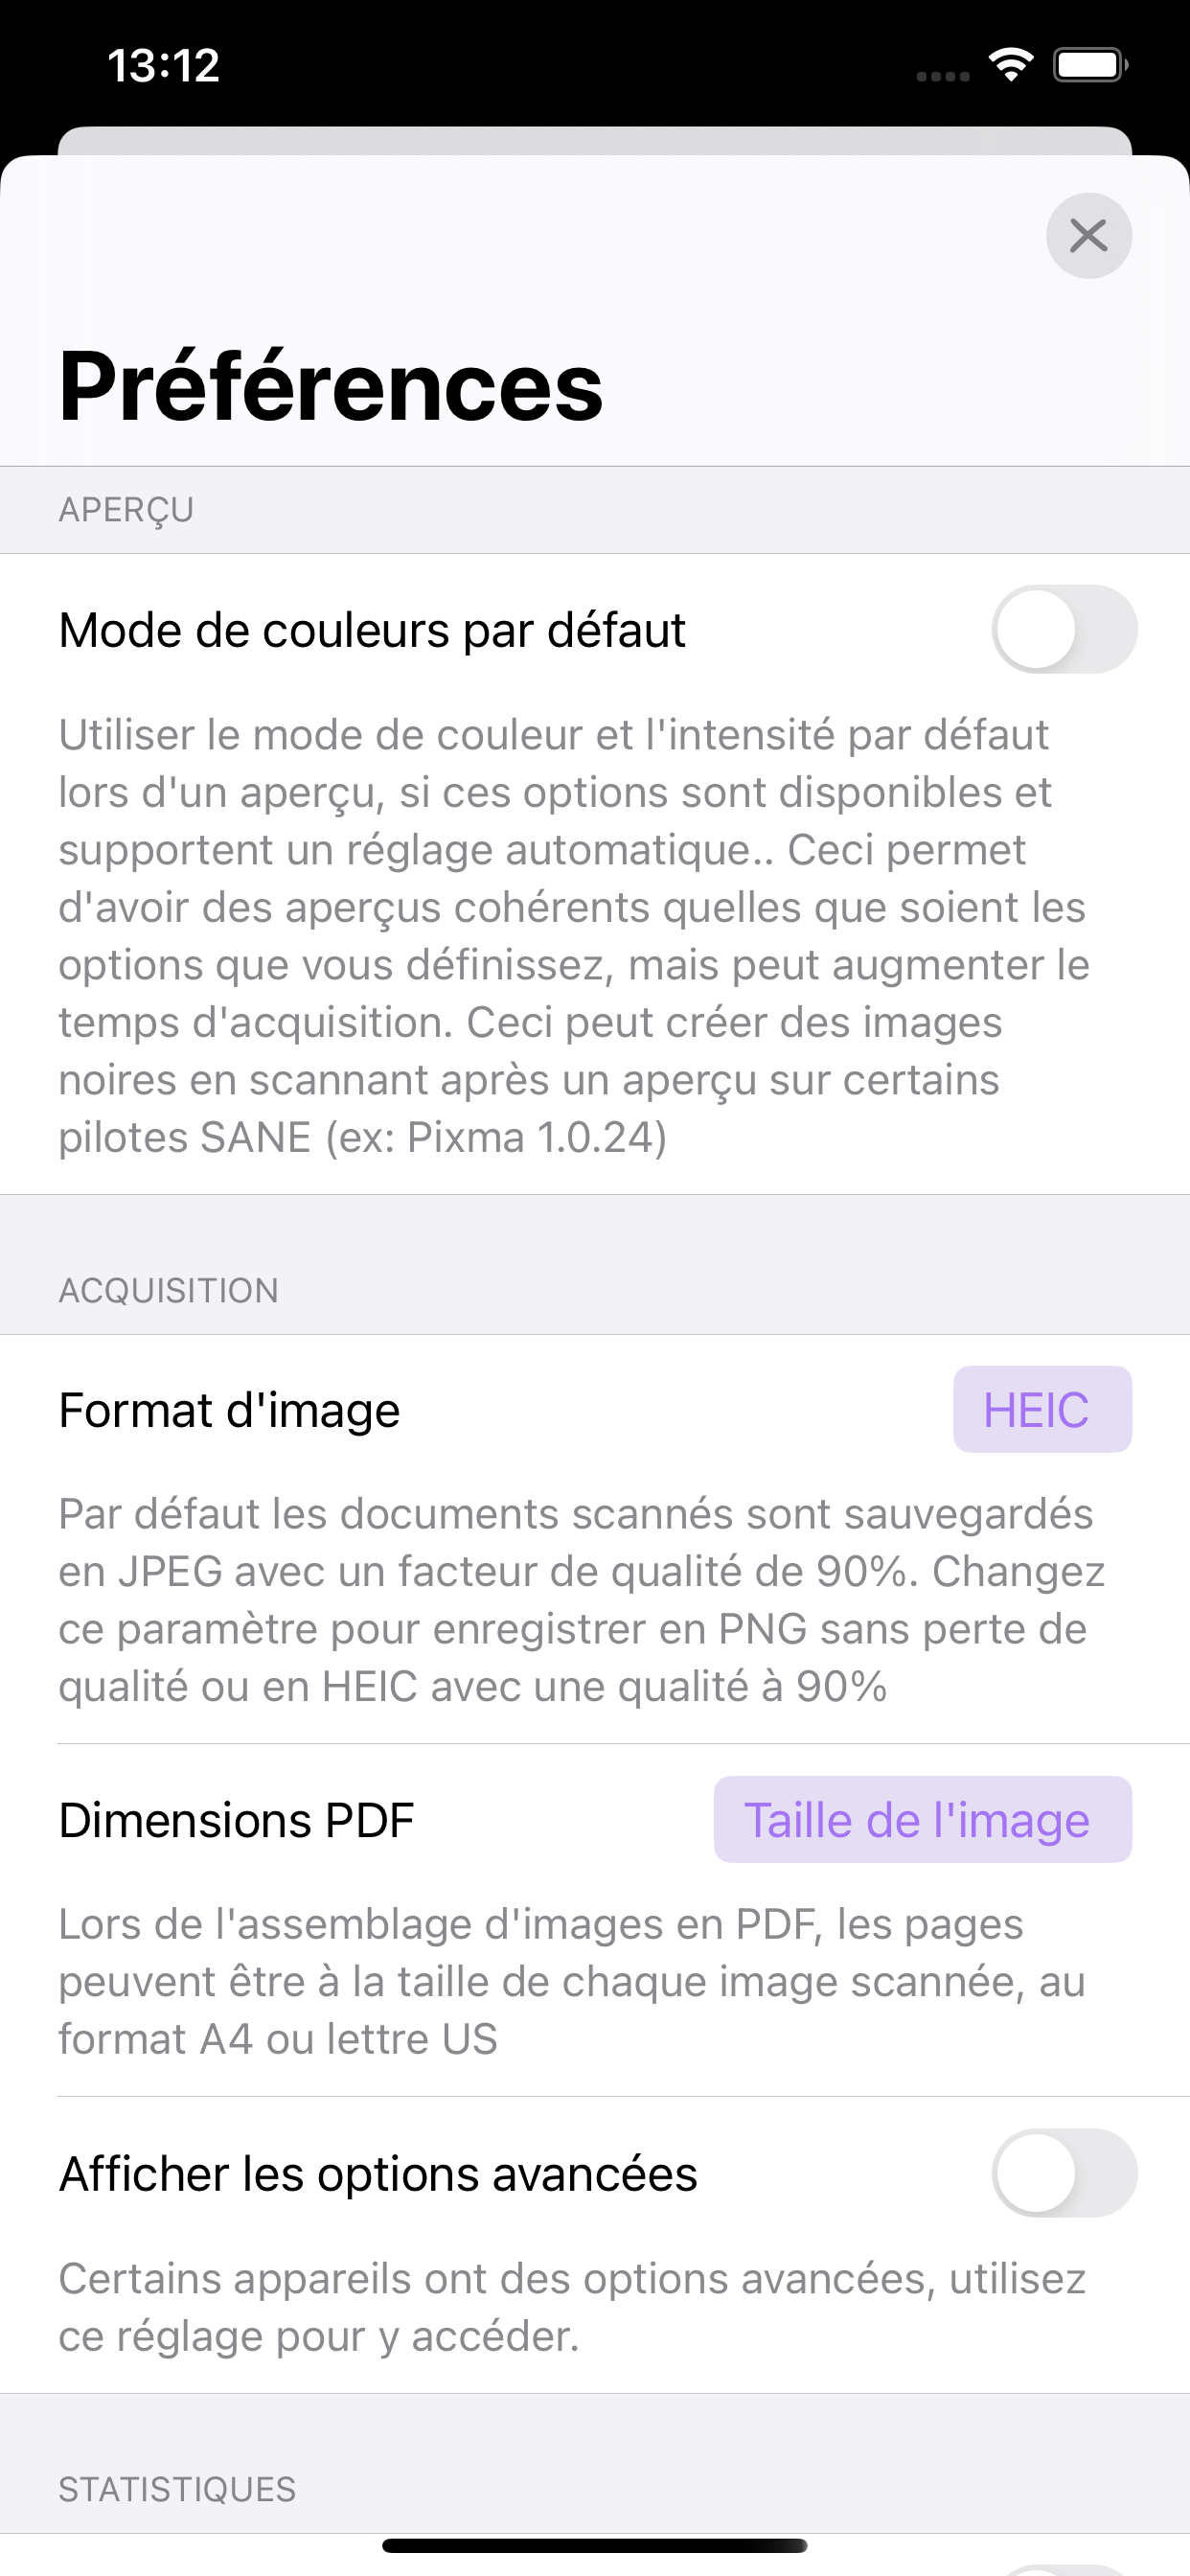 13:12
Préférences
APERÇU
Mode de couleurs par défaut
Utiliser le mode de couleur et l'intensité par défaut
lors d'un aperçu, si ces options sont disponibles et
supportent un réglage automatique.. Ceci permet
d'avoir des aperçus cohérents quelles que soient les
options que vous définissez, mais peut augmenter le
temps d'acquisition. Ceci peut créer des images
noires en scannant après un aperçu sur certains
pilotes SANE (ex: Pixma 1.0.24)
ACQUISITION
Format d'image
HEIC
Par défaut les documents scannés sont sauvegardés
en JPEG avec un facteur de qualité de 90%. Changez
ce paramètre pour enregistrer en PNG sans perte de
qualité ou en HEIC avec une qualité à 90%
Dimensions PDF
Taille de l'image
Lors de l'assemblage d'images en PDF, les pages
peuvent être à la taille de chaque image scannée, au
format A4 ou lettre US
Afficher les options avancées
Certains appareils ont des options avancées, utilisez
ce réglage pour y accéder.
STATISTIQUES